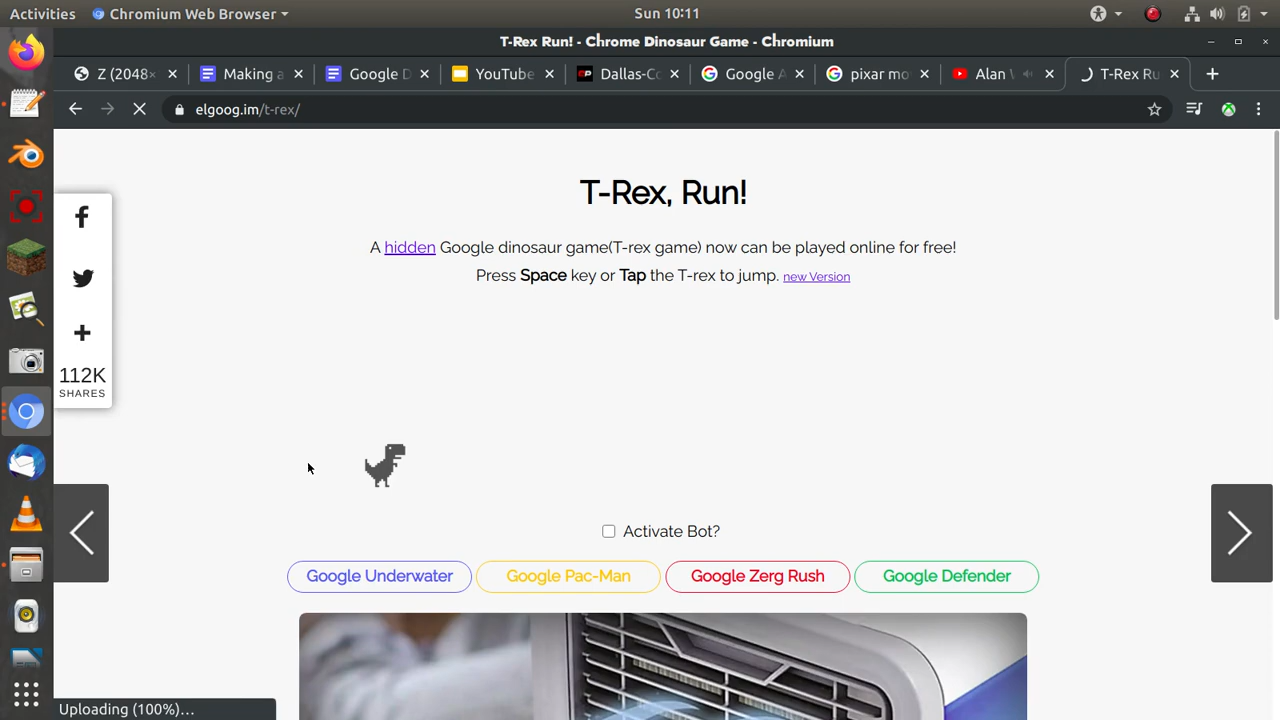 Activities
Chromium Web Browser
Sun 10:11
T-Rex Run! - Chrome Dinosaur Game - Chromium
Z (2048×
Making a
Google D
YouTube
Dallas-Co
Google A
pixar mo
Alan
T-Rex Ru
elgoog.im/t-rex/
T-Rex, Run!
A hidden Google dinosaur game(T-rex game) now can be played online for free!
Press Space key or Tap the T-rex to jump. new Version
112K
SHARES
Activate Bot?
Google Underwater
Google Pac-Man
Google Zerg Rush
Google Defender
Uploading (100%)...